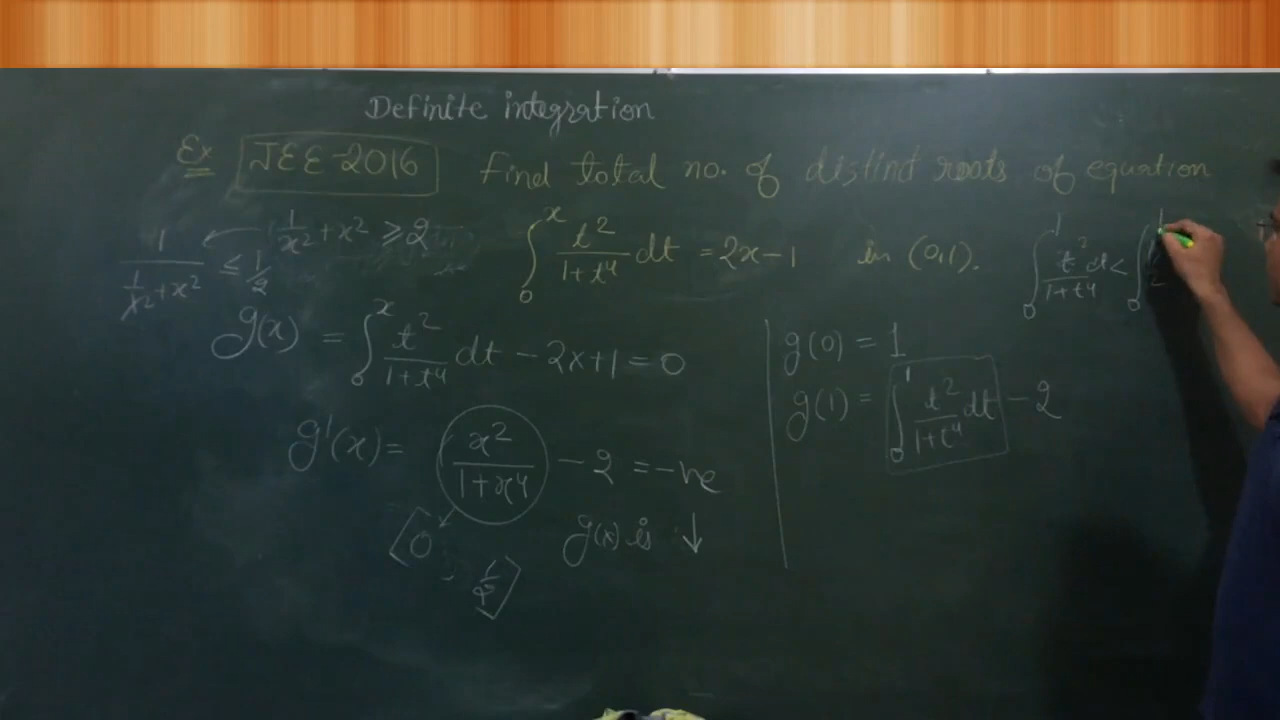 Definite integration
Ex JEE-2016 Find total no. of distinct roots of equation
∫₀ˣ t²/(1+t⁴) dt = 2x-1 in (0,1).
1/(1/x²+x²) ≤ 1/2 1/x²+x² ≥ 2
∫₀¹ t²/(1+t⁴) dt < ∫₀¹ 1/2
g(x) = ∫₀ˣ t²/(1+t⁴) dt - 2x+1 = 0
g'(x) = x²/(1+x⁴) - 2 = -ve
[0, 1/2]
g(x) is ↓
g(0) = 1
g(1) = ∫₀¹ t²/(1+t⁴) dt - 2